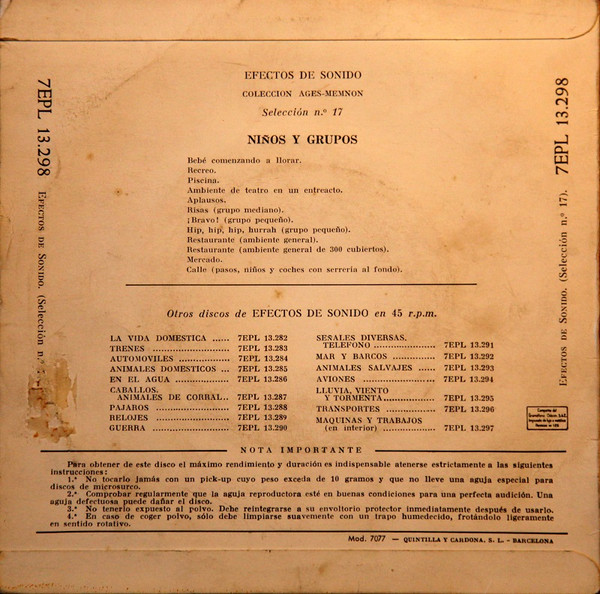 EFECTOS DE SONIDO
COLECCION AGES-MEMNON
Selección n.º 17
NIÑOS Y GRUPOS
Bebé comenzando a llorar.
Recreo.
Piscina.
Ambiente de teatro en un entreacto.
Aplausos.
Risas (grupo mediano).
¡Bravo! (grupo pequeño).
Hip, hip, hip, hurrah (grupo pequeño).
Restaurante (ambiente general).
Restaurante (ambiente general de 300 cubiertos).
Mercado.
Calle (pasos, niños y coches con serrería al fondo).
Otros discos de EFECTOS DE SONIDO en 45 r.p.m.
LA VIDA DOMESTICA ...... 7EPL 13.282
TRENES ........................... 7EPL 13.283
AUTOMOVILES ................. 7EPL 13.284
ANIMALES DOMESTICOS ... 7EPL 13.285
EN EL AGUA ................... 7EPL 13.286
CABALLOS.
ANIMALES DE CORRAL.. 7EPL 13.287
PAJAROS ........................ 7EPL 13.288
RELOJES ........................ 7EPL 13.289
GUERRA ......................... 7EPL 13.290
SEÑALES DIVERSAS.
TELEFONO .................... 7EPL 13.291
MAR Y BARCOS .............. 7EPL 13.292
ANIMALES SALVAJES ...... 7EPL 13.293
AVIONES ........................ 7EPL 13.294
LLUVIA, VIENTO
Y TORMENTA ................. 7EPL 13.295
TRANSPORTES ................ 7EPL 13.296
MAQUINAS Y TRABAJOS
(en interior) .................. 7EPL 13.297
NOTA IMPORTANTE
Para obtener de este disco el máximo rendimiento y duración es indispensable atenerse estrictamente a las siguientes
instrucciones:
1.ª No tocarlo jamás con un pick-up cuyo peso exceda de 10 gramos y que no lleve una aguja especial para
discos de microsurco.
2.ª Comprobar regularmente que la aguja reproductora esté en buenas condiciones para una perfecta audición. Una
aguja defectuosa puede dañar el disco.
3.ª No tenerlo expuesto al polvo. Debe reintegrarse a su envoltorio protector inmediatamente después de usarlo.
4.ª En caso de coger polvo, sólo debe limpiarse suavemente con un trapo humedecido, frotándolo ligeramente
en sentido rotativo.
Mod. 7077 — QUINTILLA Y CARDONA, S. L. - BARCELONA
7EPL 13.298 EFECTOS DE SONIDO. (Selección n.º
7EPL 13.298
EFECTOS DE SONIDO. (Selección n.º 17).